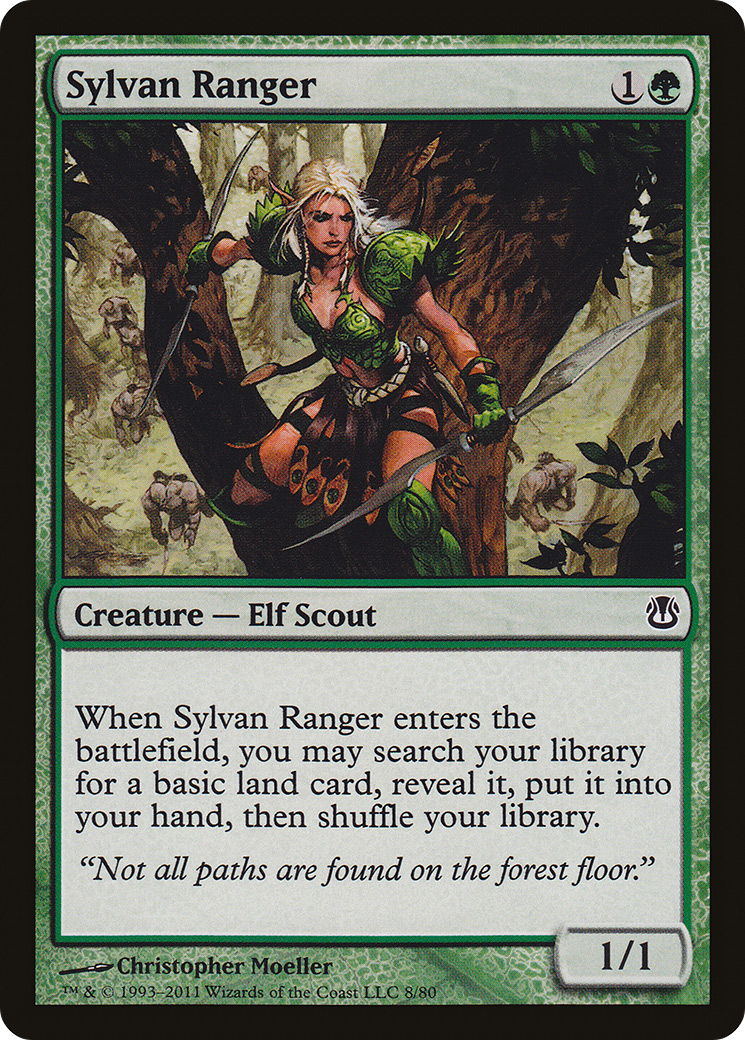 Sylvan Ranger 1
Creature — Elf Scout
When Sylvan Ranger enters the
battlefield, you may search your library
for a basic land card, reveal it, put it into
your hand, then shuffle your library.
“Not all paths are found on the forest floor.”
1/1
Christopher Moeller
™ & © 1993–2011 Wizards of the Coast LLC 8/80